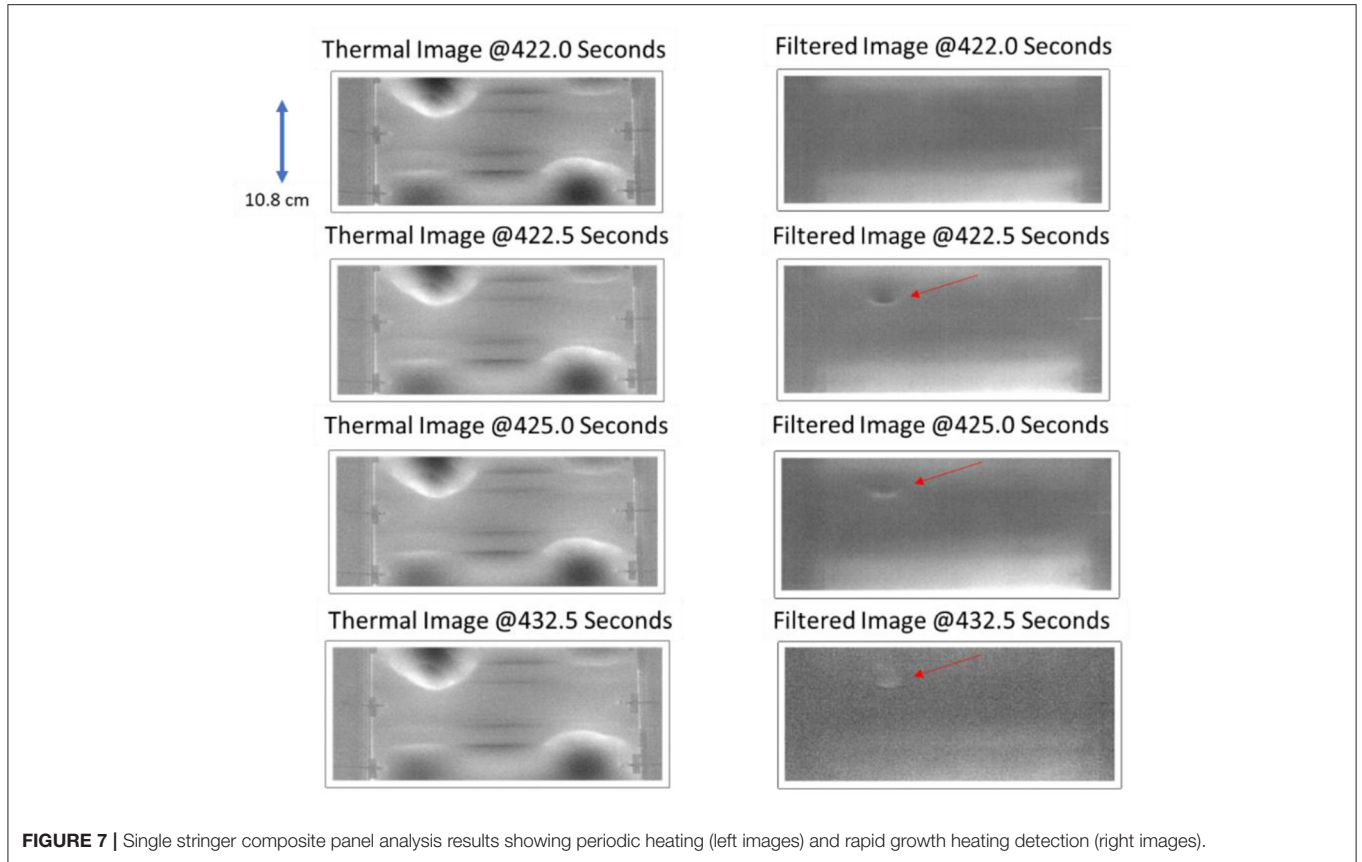 Thermal Image @422.0 Seconds
Filtered Image @422.0 Seconds
10.8 cm
Thermal Image @422.5 Seconds
Filtered Image @422.5 Seconds
Thermal Image @425.0 Seconds
Filtered Image @425.0 Seconds
Thermal Image @432.5 Seconds
Filtered Image @432.5 Seconds
FIGURE 7 | Single stringer composite panel analysis results showing periodic heating (left images) and rapid growth heating detection (right images).